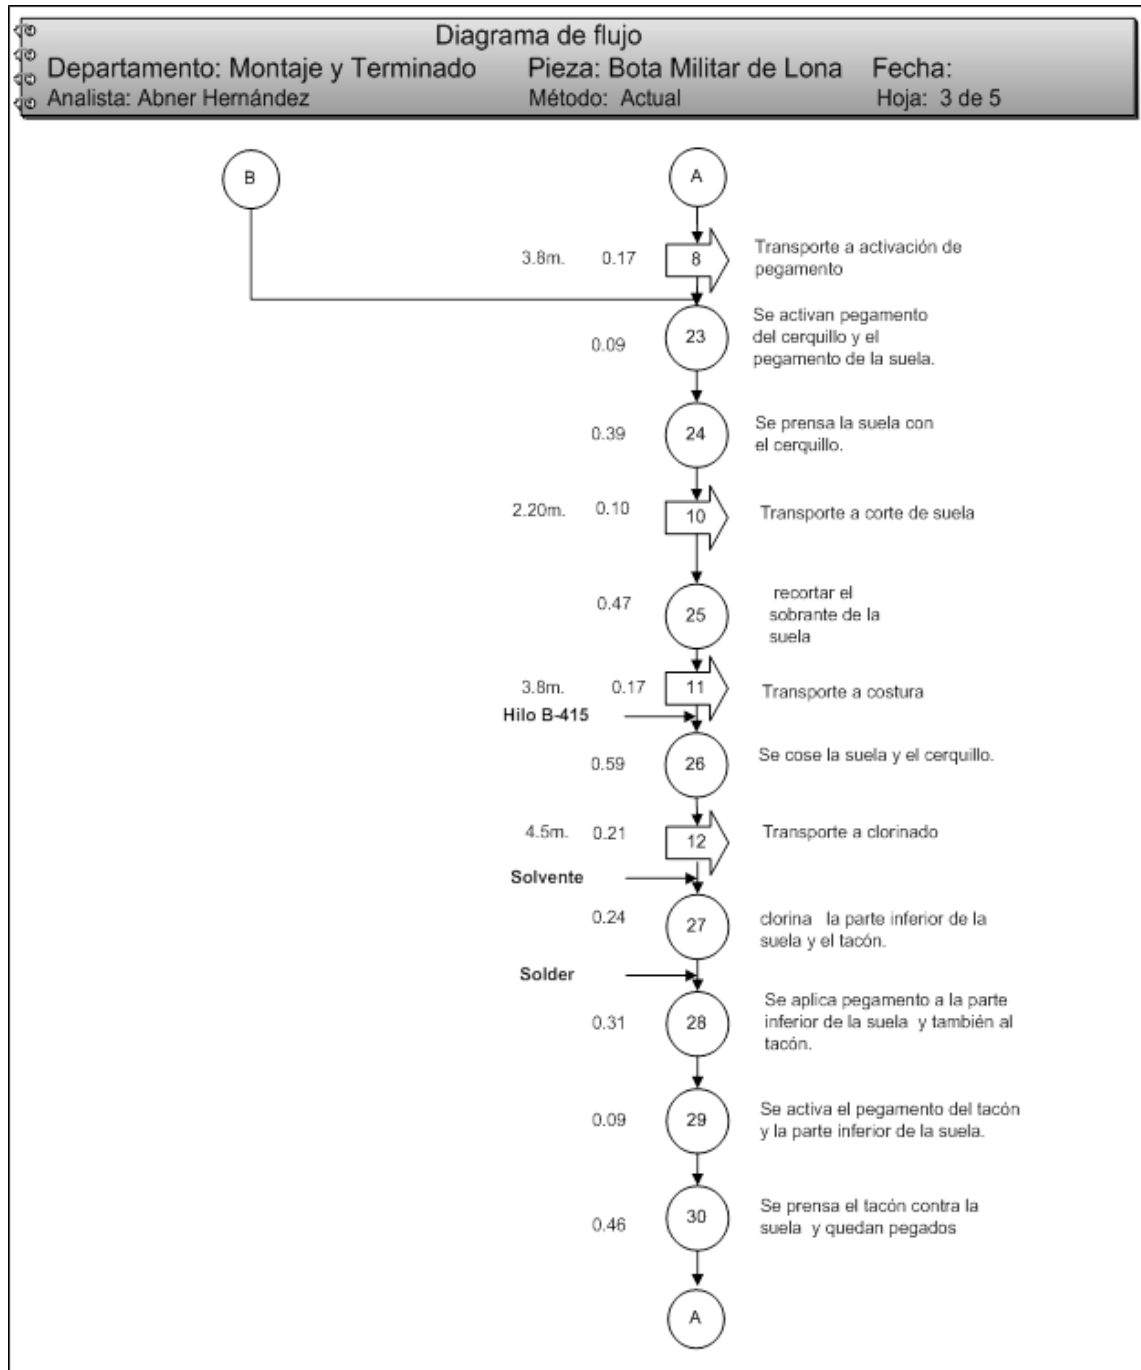 Diagrama de flujo
Departamento: Montaje y Terminado Pieza: Bota Militar de Lona Fecha:
Analista: Abner Hernández Método: Actual Hoja: 3 de 5
B A
3.8m. 0.17 8 Transporte a activación de
pegamento
Se activan pegamento
0.09 23 del cerquillo y el
pegamento de la suela.
0.39 24 Se prensa la suela con
el cerquillo.
2.20m. 0.10 10 Transporte a corte de suela
0.47 25 recortar el
sobrante de la
suela
3.8m. 0.17 11 Transporte a costura
Hilo B-415
0.59 26 Se cose la suela y el cerquillo.
4.5m. 0.21 12 Transporte a clorinado
Solvente
0.24 27 clorina la parte inferior de la
suela y el tacón.
Solder
0.31 28 Se aplica pegamento a la parte
inferior de la suela y también al
tacón.
0.09 29 Se activa el pegamento del tacón
y la parte inferior de la suela.
0.46 30 Se prensa el tacón contra la
suela y quedan pegados
A